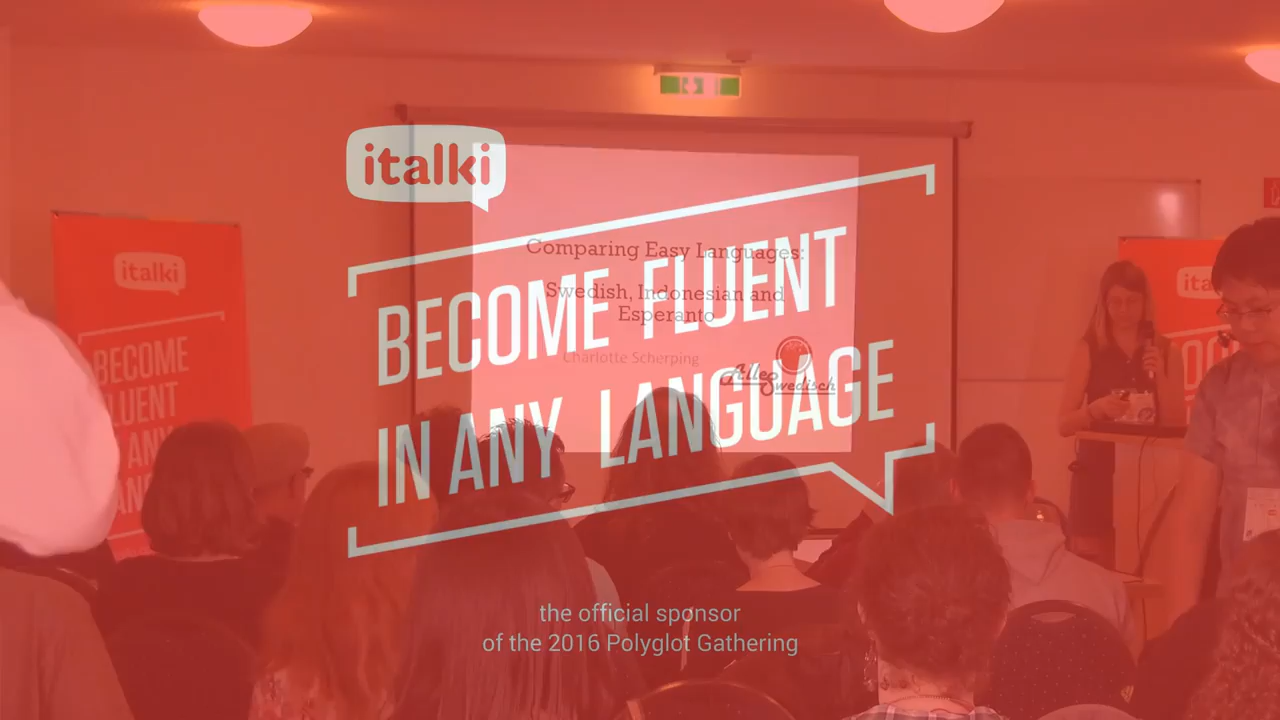 italki
BECOME FLUENT
IN ANY LANGUAGE
Comparing Easy Languages:
Swedish, Indonesian and
Esperanto
Charlotte Scherping
Alles
Swedisch
italki
BECOME
FLUENT
ANY
the official sponsor
of the 2016 Polyglot Gathering